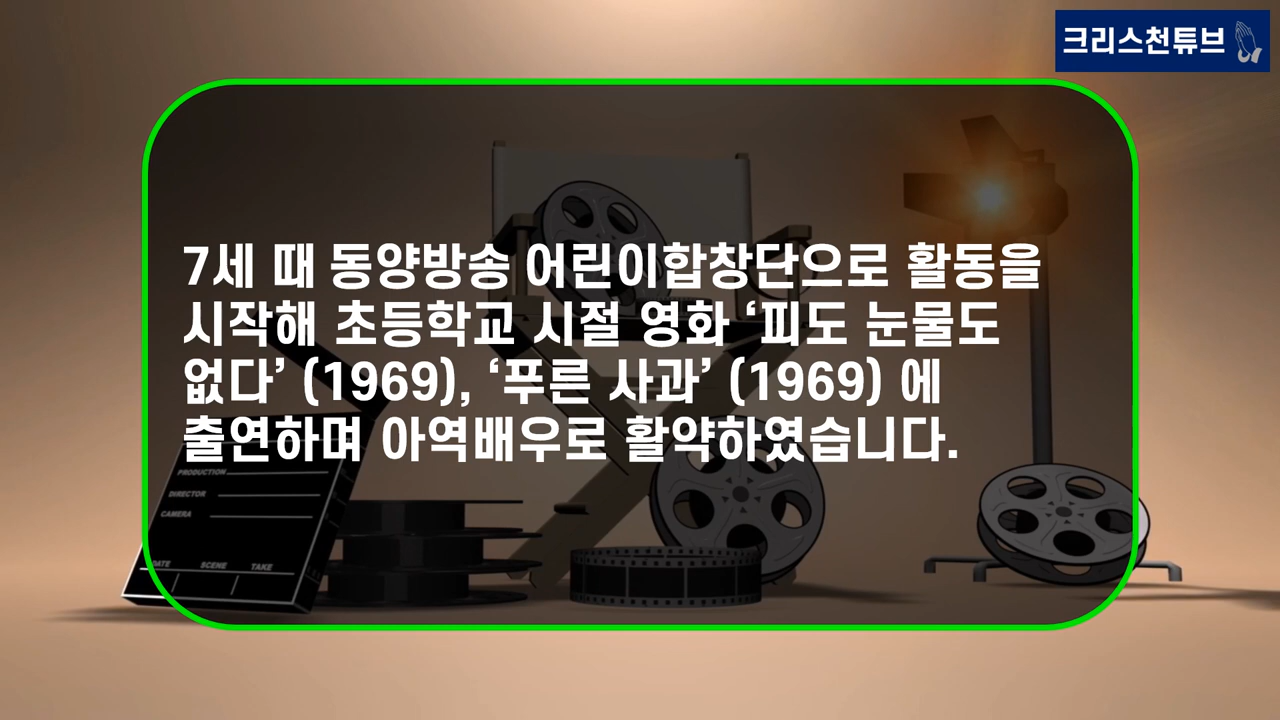 크리스천튜브
7세 때 동양방송 어린이합창단으로 활동을
시작해 초등학교 시절 영화 ‘피도 눈물도
없다’ (1969), ‘푸른 사과’ (1969) 에
출연하며 아역배우로 활약하였습니다.
PRODUCTION
DIRECTOR
CAMERA
DATE SCENE TAKE